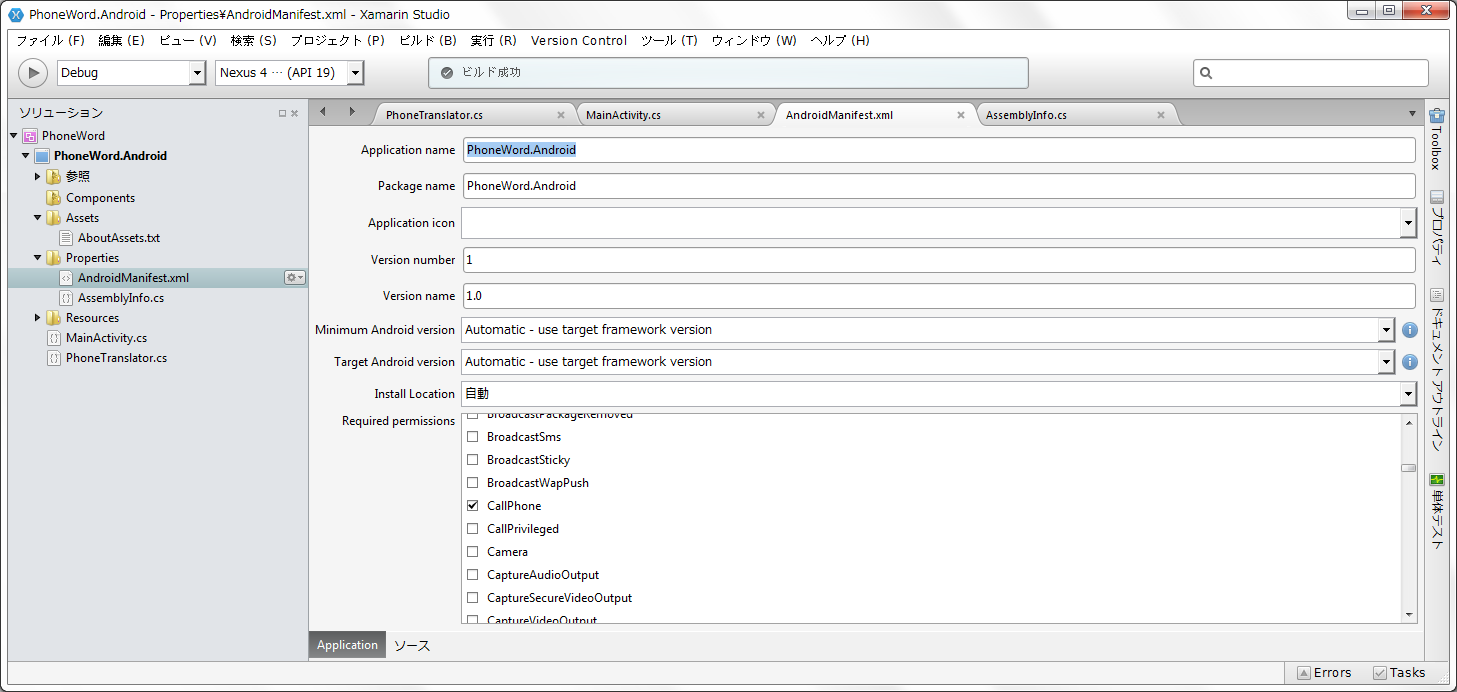 PhoneWord.Android - Properties¥AndroidManifest.xml - Xamarin Studio
ファイル (F) 編集 (E) ビュー (V) 検索 (S) プロジェクト (P) ビルド (B) 実行 (R) Version Control ツール (T) ウィンドウ (W) ヘルプ (H)
Debug Nexus 4 … (API 19) ビルド成功
ソリューション
PhoneWord
PhoneWord.Android
参照
Components
Assets
AboutAssets.txt
Properties
AndroidManifest.xml
AssemblyInfo.cs
Resources
MainActivity.cs
PhoneTranslator.cs
PhoneTranslator.cs MainActivity.cs AndroidManifest.xml AssemblyInfo.cs
Application name PhoneWord.Android
Package name PhoneWord.Android
Application icon
Version number 1
Version name 1.0
Minimum Android version Automatic - use target framework version
Target Android version Automatic - use target framework version
Install Location 自動
Required permissions
BroadcastPackageRemoved
BroadcastSms
BroadcastSticky
BroadcastWapPush
CallPhone
CallPrivileged
Camera
CaptureAudioOutput
CaptureSecureVideoOutput
CaptureVideoOutput
Application ソース
Toolbox
プロパティ
ドキュメント アウトライン
単体テスト
Errors Tasks